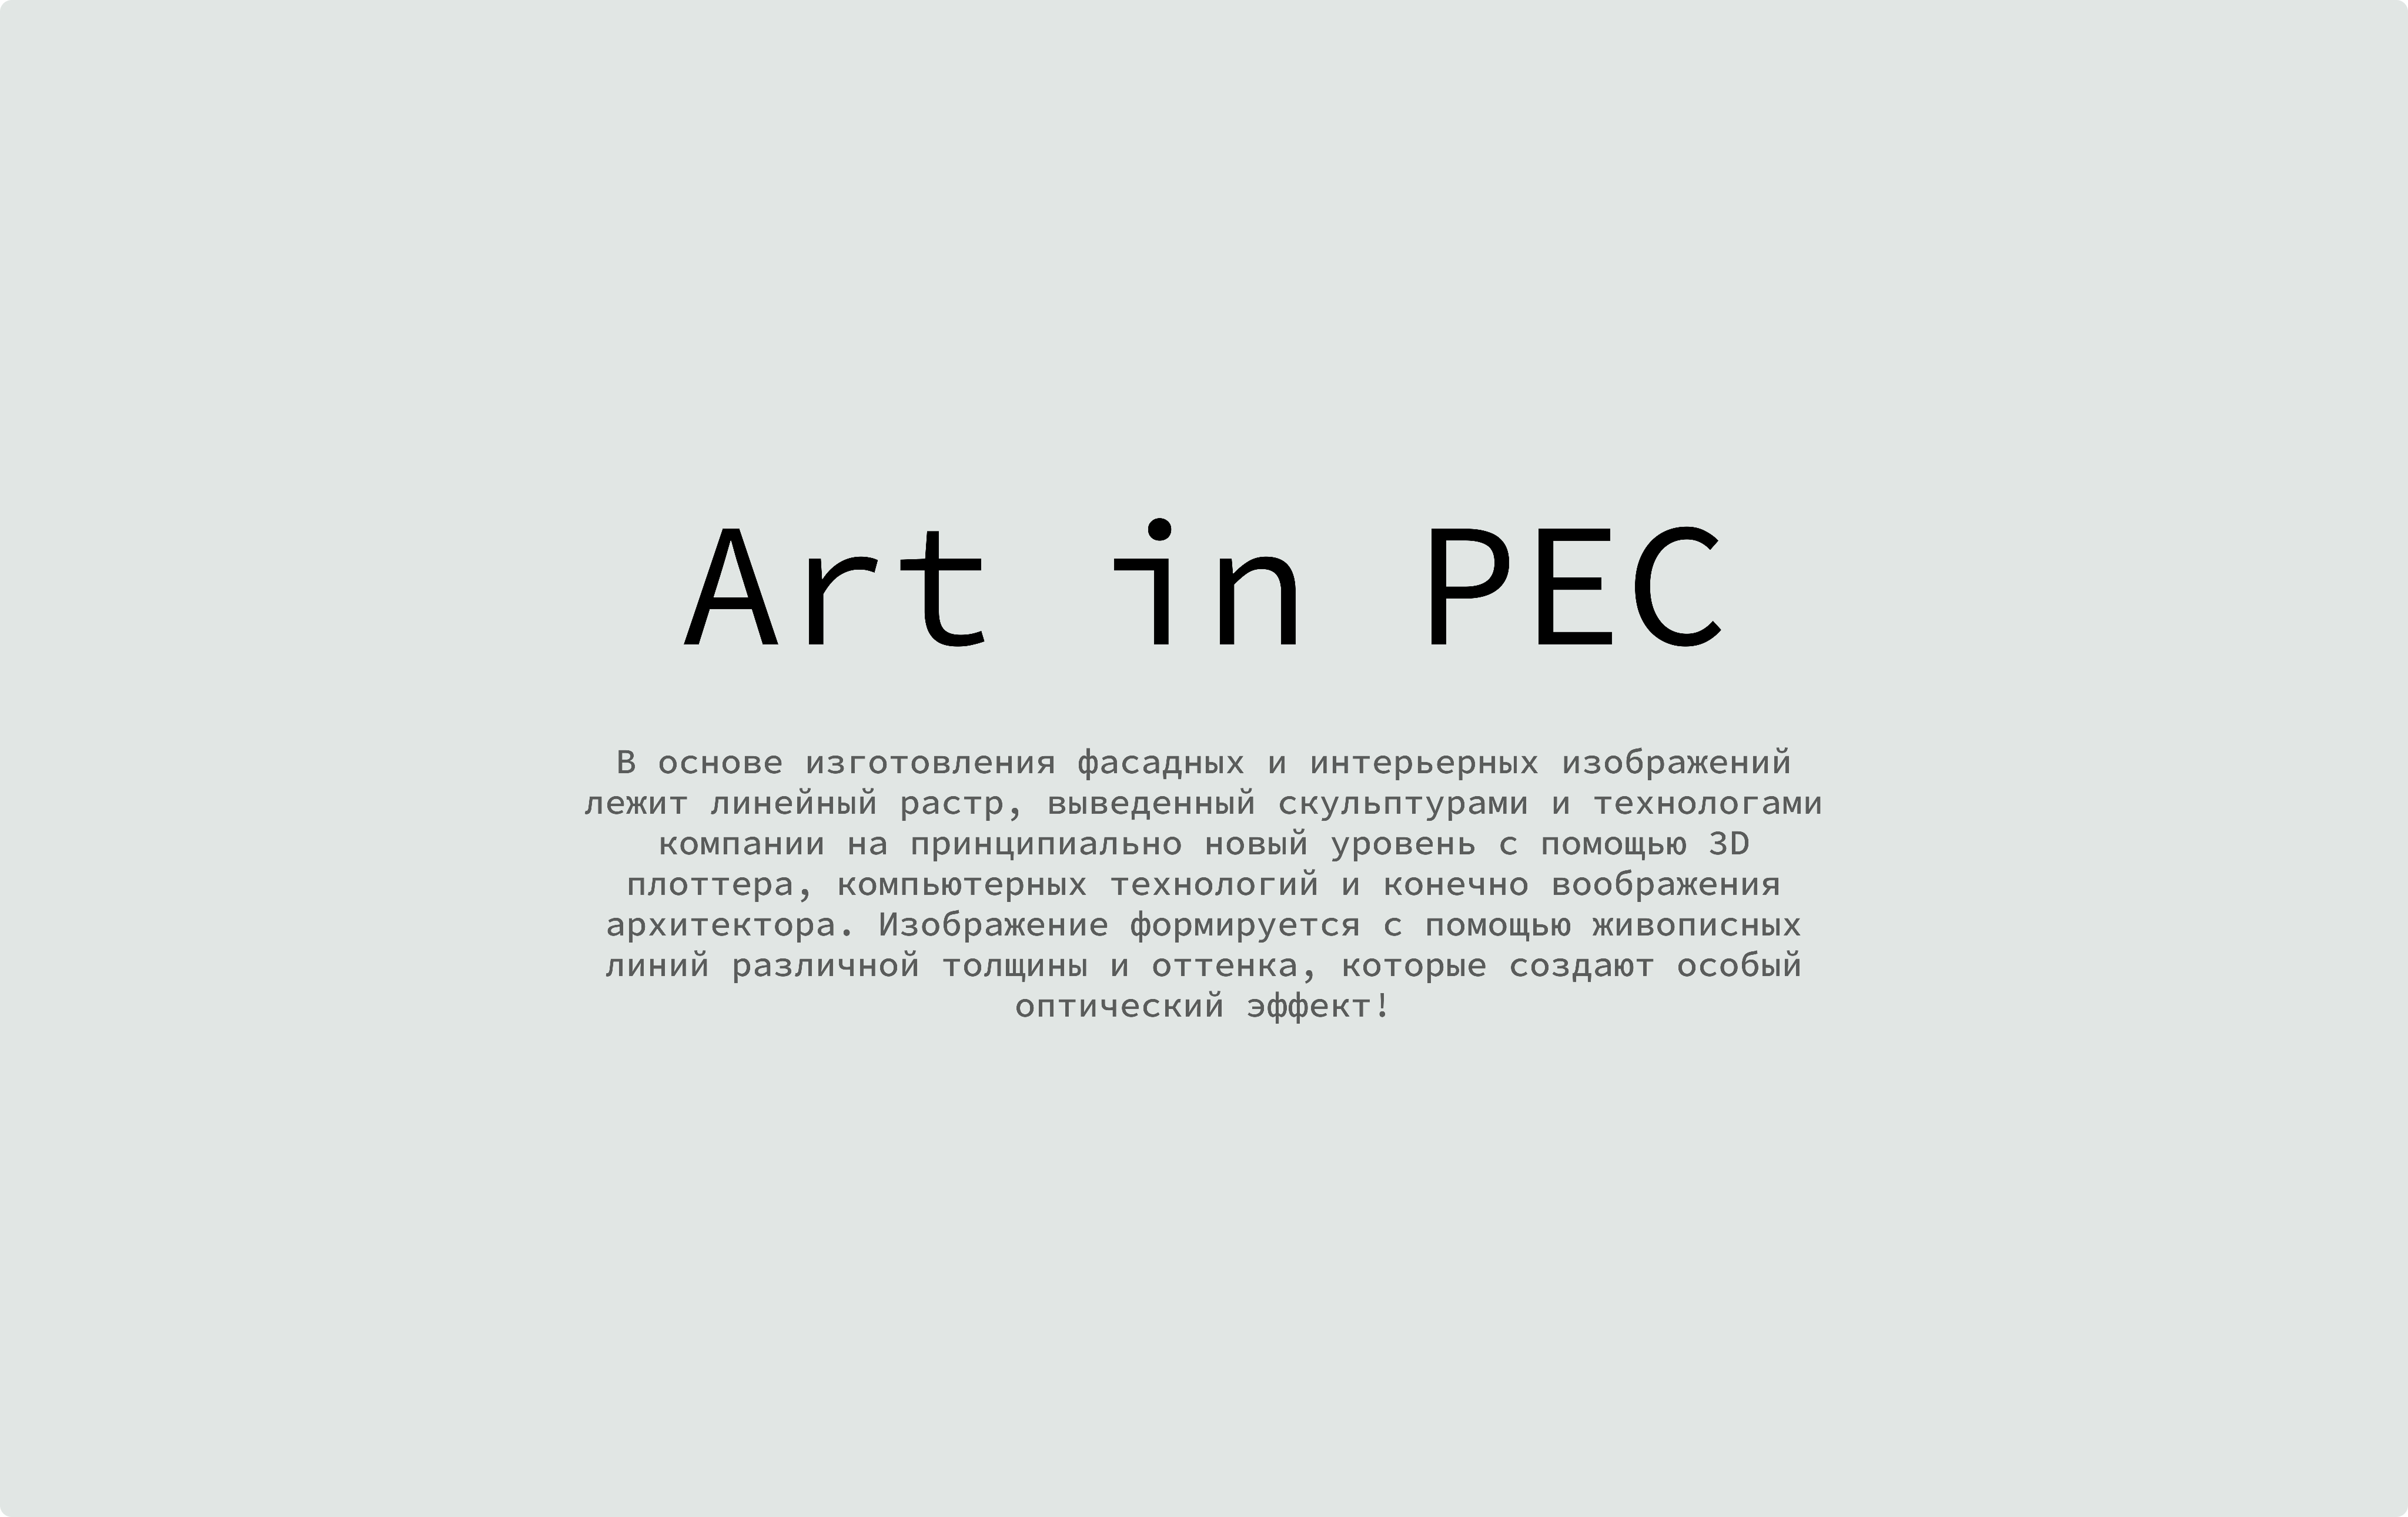 Art in PEC
В основе изготовления фасадных и интерьерных изображений
лежит линейный растр, выведенный скульптурами и технологами
компании на принципиально новый уровень с помощью 3D
плоттера, компьютерных технологий и конечно воображения
архитектора. Изображение формируется с помощью живописных
линий различной толщины и оттенка, которые создают особый
оптический эффект!